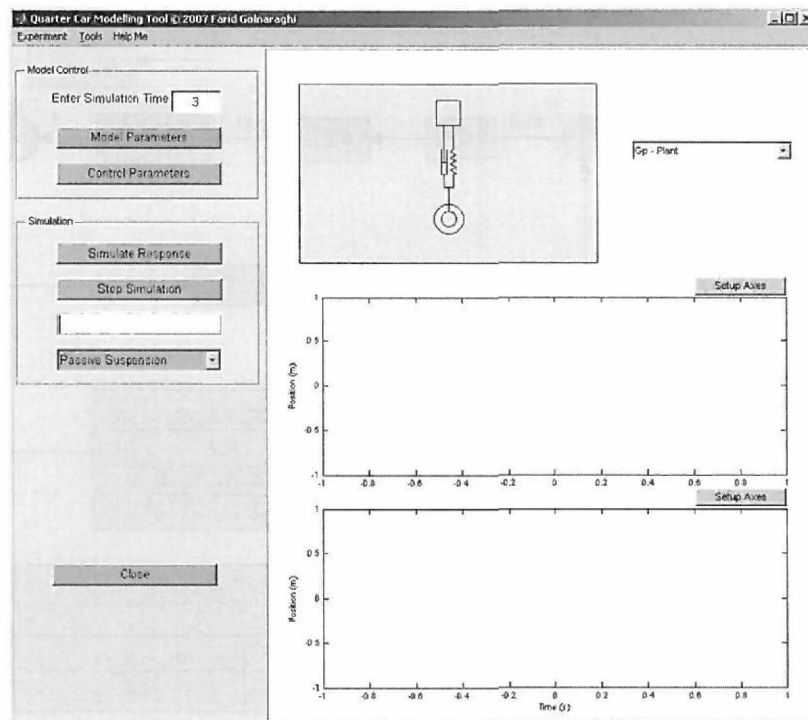 Quarter Car Modelling Tool © 2007 Farid Golnaraghi
Experiment Tools Help Me
Model Control
Enter Simulation Time 3
Model Parameters
Control Parameters
Simulation
Simulate Response
Stop Simulation
Passive Suspension
Close
Gp - Plant
Setup Axes
1
0.5
0
-0.5
-1
Position (m)
-1 -0.8 -0.6 -0.4 -0.2 0 0.2 0.4 0.6 0.8 1
Setup Axes
1
0.5
0
-0.5
-1
Position (m)
-1 -0.8 -0.6 -0.4 -0.2 0 0.2 0.4 0.6 0.8 1
Time (s)